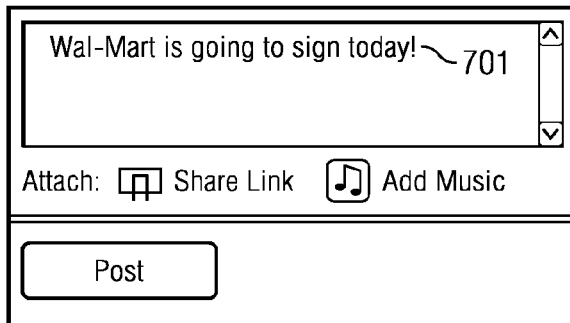 Wal-Mart is going to sign today! 701
Attach: Share Link Add Music
Post